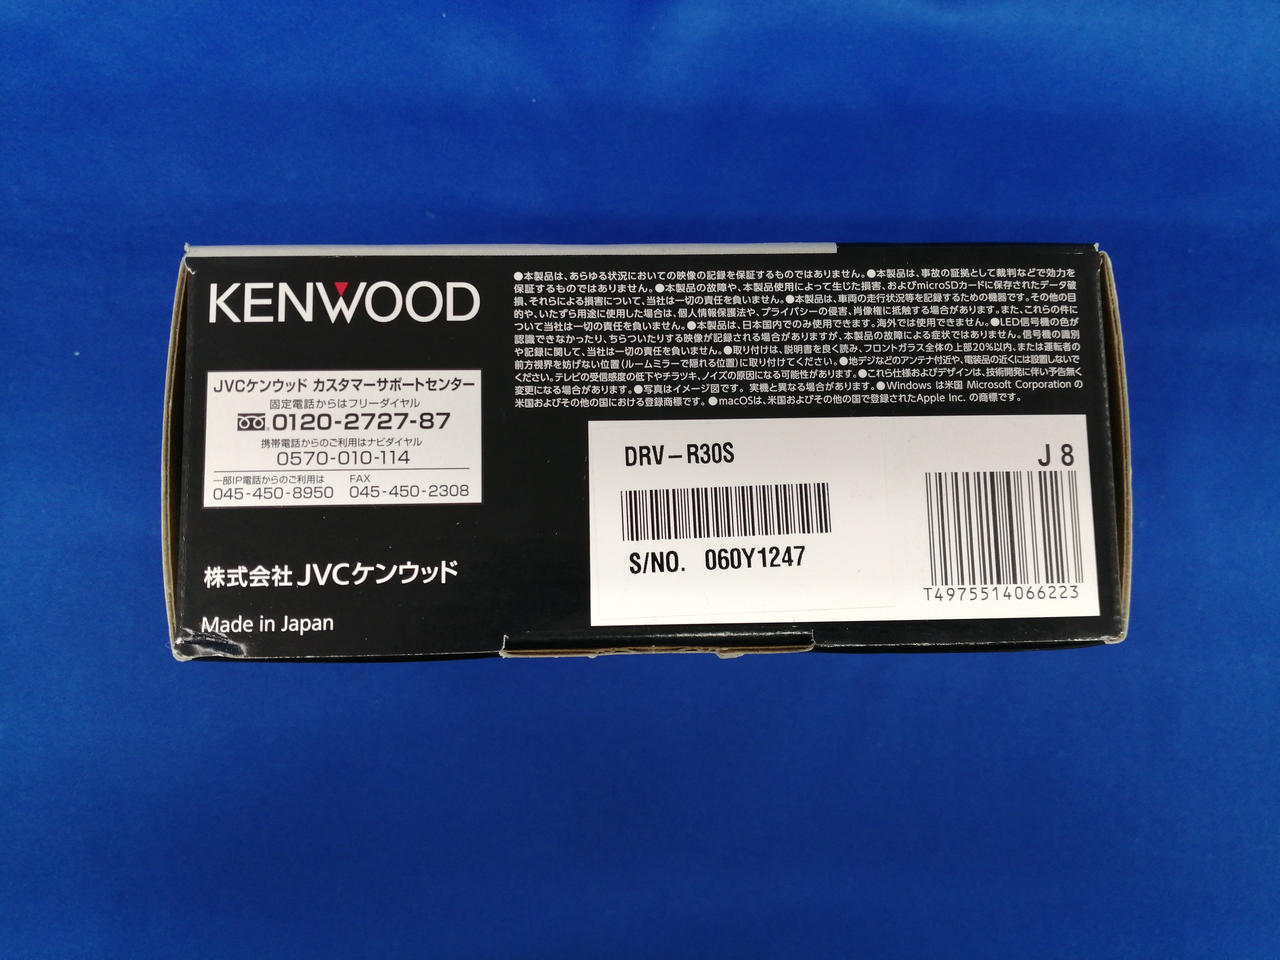 KENWOOD
JVCケンウッド カスタマーサポートセンター
固定電話からはフリーダイヤル
0120-2727-87
携帯電話からのご利用はナビダイヤル
0570-010-114
一部IP電話からのご利用は FAX
045-450-8950 045-450-2308
株式会社 JVCケンウッド
Made in Japan
●本製品は、あらゆる状況においての映像の記録を保証するものではありません。●本製品は、事故の証拠として裁判などで効力を
保証するものではありません。●本製品の故障や、本製品使用によって生じた損害、およびmicroSDカードに保存されたデータ破
損、それらによる損害について、当社は一切の責任を負いません。●本製品は、車両の走行状況等を記録するための機器です。その他の目
的や、いたずら用途に使用した場合は、個人情報保護法や、プライバシーの侵害、肖像権に抵触する場合があります。また、これらの件に
ついて当社は一切の責任を負いません。●本製品は、日本国内でのみ使用できます。海外では使用できません。●LED信号機の色が
認識できなかったり、ちらついたりする映像が記録される場合がありますが、本製品の故障による症状ではありません。信号機の識別
や記録に関して、当社は一切の責任を負いません。●取り付けは、説明書を良く読み、フロントガラス全体の上部20%以内、または運転者の
前方視界を妨げない位置(ルームミラーで隠れる位置)に取り付けてください。●地デジなどのアンテナ付近や、電装品の近くには設置しないで
ください。テレビの受信感度の低下やチラツキ、ノイズの原因になる可能性があります。●これら仕様およびデザインは、技術開発に伴い予告無く
変更になる場合があります。●写真はイメージ図です。実機と異なる場合があります。●Windows は米国 Microsoft Corporation の
米国およびその他の国における登録商標です。●macOSは、米国およびその他の国で登録されたApple Inc. の商標です。
DRV-R30S
J 8
S/NO. 060Y1247
T4975514066223